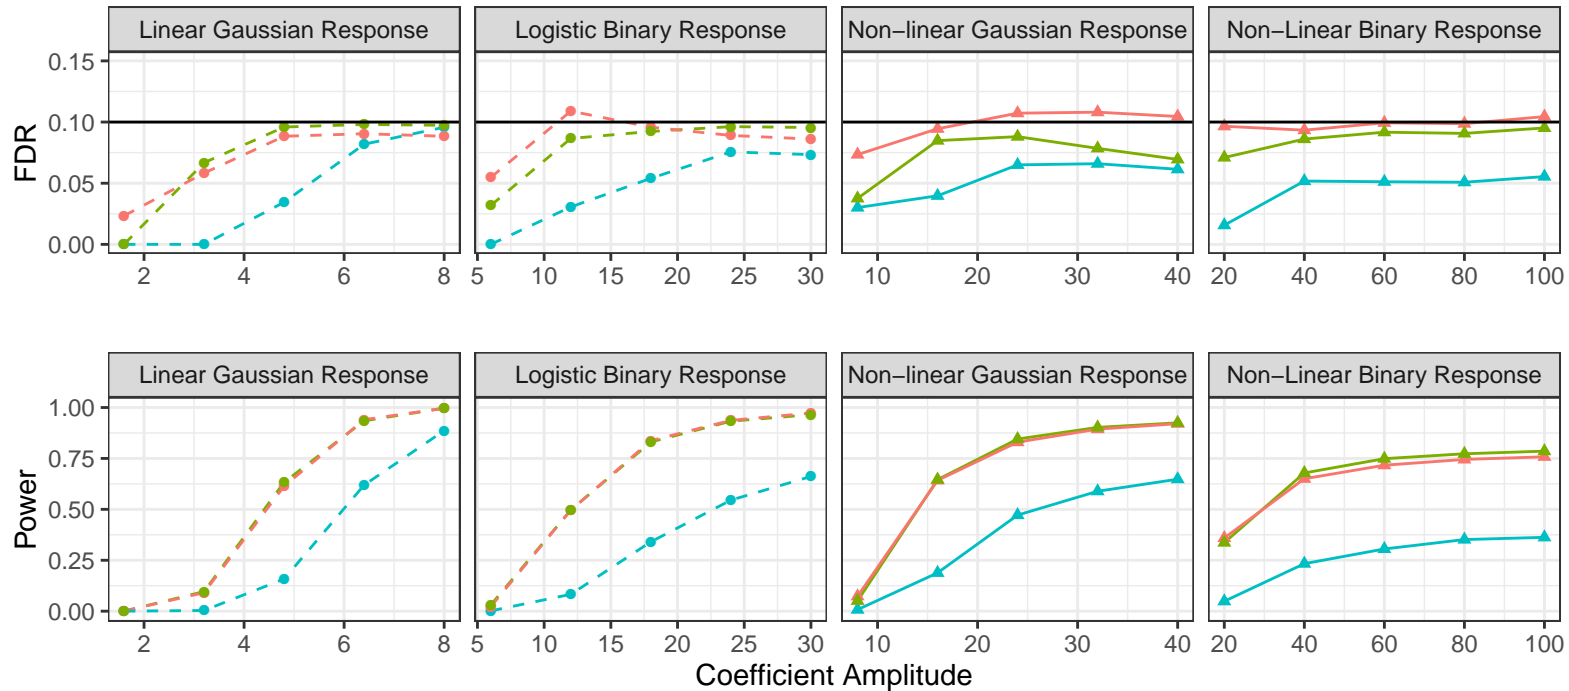 Linear Gaussian Response Logistic Binary Response Non−linear Gaussian Response Non−Linear Binary Response
0.15
0.10
0.05
0.00
FDR
2 4 6 8 5 10 15 20 25 30 10 20 30 40 20 40 60 80 100
Linear Gaussian Response Logistic Binary Response Non−linear Gaussian Response Non−Linear Binary Response
1.00
0.75
0.50
0.25
0.00
Power
2 4 6 8 5 10 15 20 25 30 10 20 30 40 20 40 60 80 100
Coefficient Amplitude